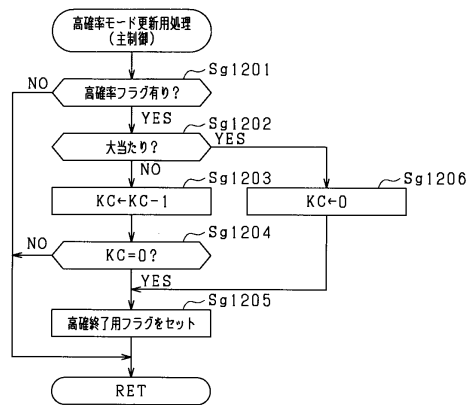 高確率モード更新用処理
(主制御)
Sg1201
NO
高確率フラグ有り?
YES
Sg1202
大当たり?
YES
NO
Sg1203
KC←KC-1
Sg1206
KC←0
Sg1204
NO
KC=0?
YES
Sg1205
高確終了用フラグをセット
RET